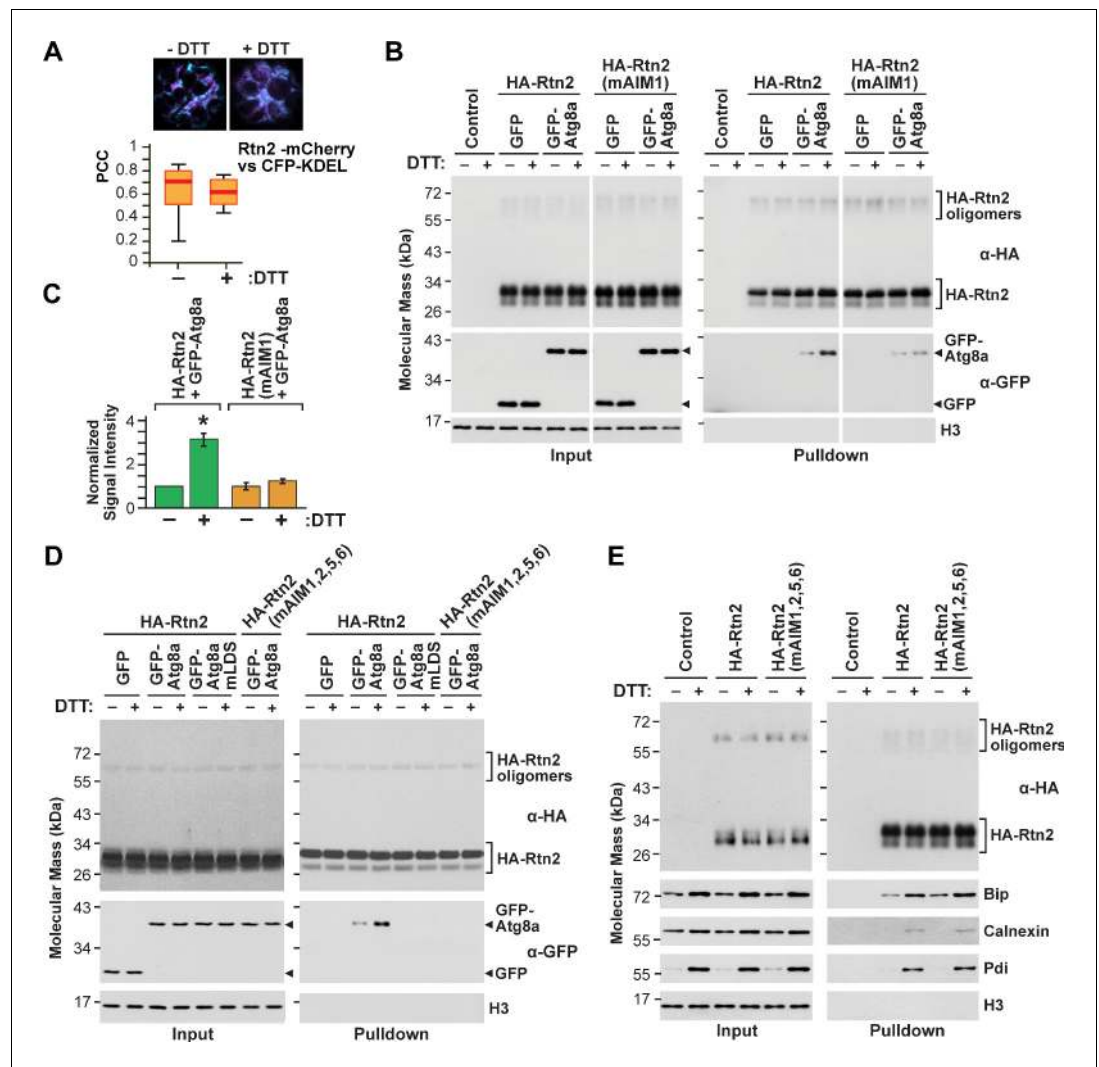 A
- DTT
+ DTT
Rtn2 -mCherry
vs CFP-KDEL
PCC
1.0
0.8
0.6
0.4
0.2
0
−
+
:DTT
B
Control
HA-Rtn2
GFP
GFP-
Atg8a
HA-Rtn2
(mAIM1)
GFP
GFP-
Atg8a
Control
HA-Rtn2
GFP
GFP-
Atg8a
HA-Rtn2
(mAIM1)
GFP
GFP-
Atg8a
DTT: − + − + − + − + − + − + − + − + − + − +
Molecular Mass (kDa)
72
55
43
34
26
43
34
17
HA-Rtn2
oligomers
α-HA
HA-Rtn2
GFP-
Atg8a
α-GFP
GFP
H3
Input
Pulldown
C
HA-Rtn2
+ GFP-Atg8a
HA-Rtn2
(mAIM1)
+ GFP-Atg8a
Normalized
Signal Intensity
4
2
0
*
−
+
−
+
:DTT
D
HA-Rtn2
HA-Rtn2
(mAIM1,2,5,6)
GFP
GFP-
Atg8a
GFP-
Atg8a
mLDS
GFP-
Atg8a
HA-Rtn2
HA-Rtn2
(mAIM1,2,5,6)
GFP
GFP-
Atg8a
GFP-
Atg8a
mLDS
GFP-
Atg8a
DTT: − + − + − + − + − + − + − + − +
Molecular Mass (kDa)
72
55
43
34
26
43
34
17
HA-Rtn2
oligomers
α-HA
HA-Rtn2
GFP-
Atg8a
α-GFP
GFP
H3
Input
Pulldown
E
Control
HA-Rtn2
HA-Rtn2
(mAIM1,2,5,6)
Control
HA-Rtn2
HA-Rtn2
(mAIM1,2,5,6)
DTT: − + − + − + − + − + − +
Molecular Mass (kDa)
72
55
43
34
26
72
72
55
55
17
HA-Rtn2
oligomers
α-HA
HA-Rtn2
Bip
Calnexin
Pdi
H3
Input
Pulldown